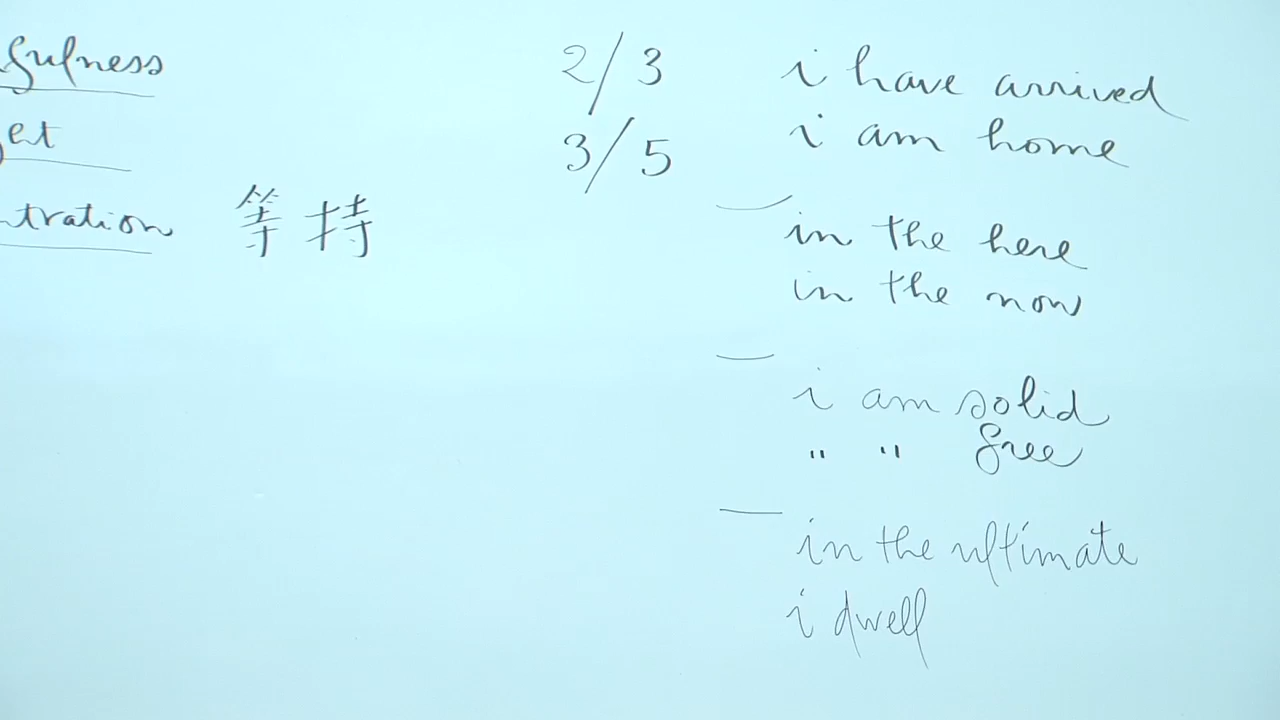 fulness
et
tration 等持
2/3
3/5
i have arrived
i am home
in the here
in the now
i am solid
" " free
in the ultimate
i dwell